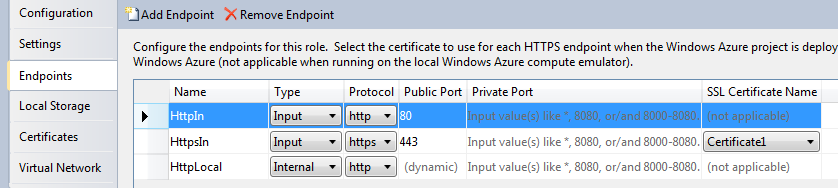 Configuration
Settings
Endpoints
Local Storage
Certificates
Virtual Network
Add Endpoint Remove Endpoint
Configure the endpoints for this role. Select the certificate to use for each HTTPS endpoint when the Windows Azure project is deploy
Windows Azure (not applicable when running on the local Windows Azure compute emulator).
Name Type Protocol Public Port Private Port SSL Certificate Name
HttpIn Input http 80 Input value(s) like *, 8080, or/and 8000-8080. (not applicable)
HttpsIn Input https 443 Input value(s) like *, 8080, or/and 8000-8080. Certificate1
HttpLocal Internal http (dynamic) Input value(s) like *, 8080, or/and 8000-8080. (not applicable)